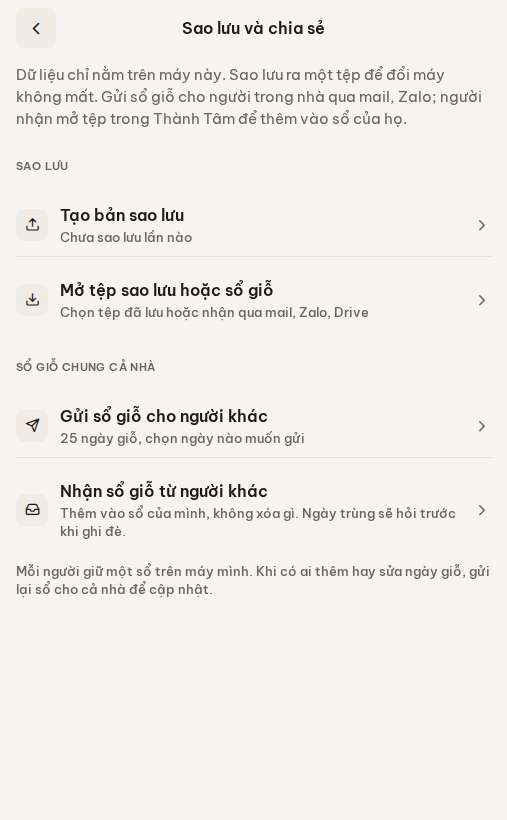 Sao lưu và chia sẻ
Dữ liệu chỉ nằm trên máy này. Sao lưu ra một tệp để đổi máy
không mất. Gửi sổ giỗ cho người trong nhà qua mail, Zalo; người
nhận mở tệp trong Thành Tâm để thêm vào sổ của họ.
SAO LƯU
Tạo bản sao lưu
Chưa sao lưu lần nào
Mở tệp sao lưu hoặc sổ giỗ
Chọn tệp đã lưu hoặc nhận qua mail, Zalo, Drive
SỔ GIỖ CHUNG CẢ NHÀ
Gửi sổ giỗ cho người khác
25 ngày giỗ, chọn ngày nào muốn gửi
Nhận sổ giỗ từ người khác
Thêm vào sổ của mình, không xóa gì. Ngày trùng sẽ hỏi trước
khi ghi đè.
Mỗi người giữ một sổ trên máy mình. Khi có ai thêm hay sửa ngày giỗ, gửi
lại sổ cho cả nhà để cập nhật.